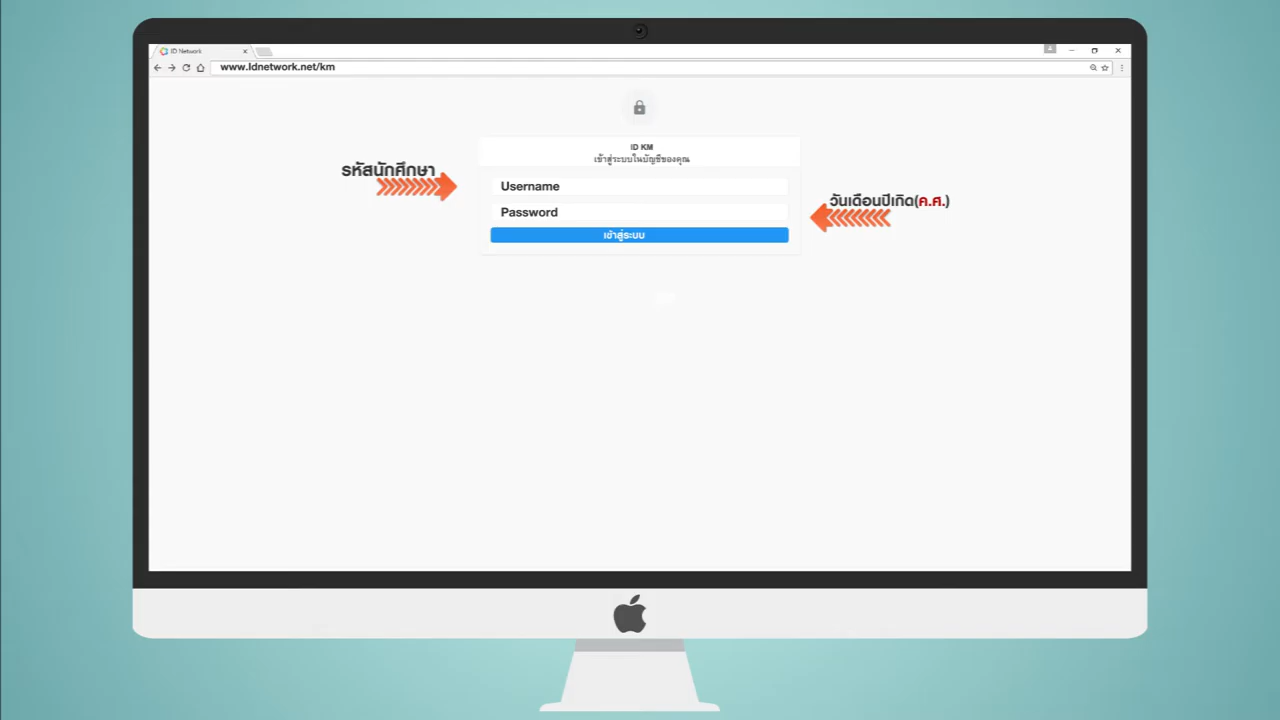 ID Network
www.Idnetwork.net/km
ID KM
เข้าสู่ระบบในบัญชีของคุณ
รหัสนักศึกษา
Username
วันเดือนปีเกิด(ค.ศ.)
Password
เข้าสู่ระบบ